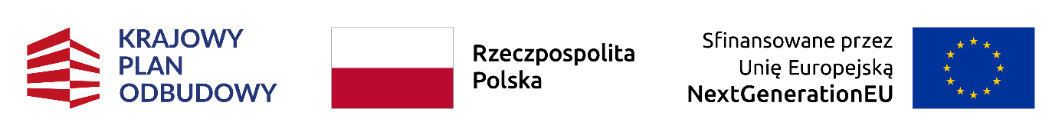 KRAJOWY
PLAN
ODBUDOWY
Rzeczpospolita
Polska
Sfinansowane przez
Unię Europejską
NextGenerationEU